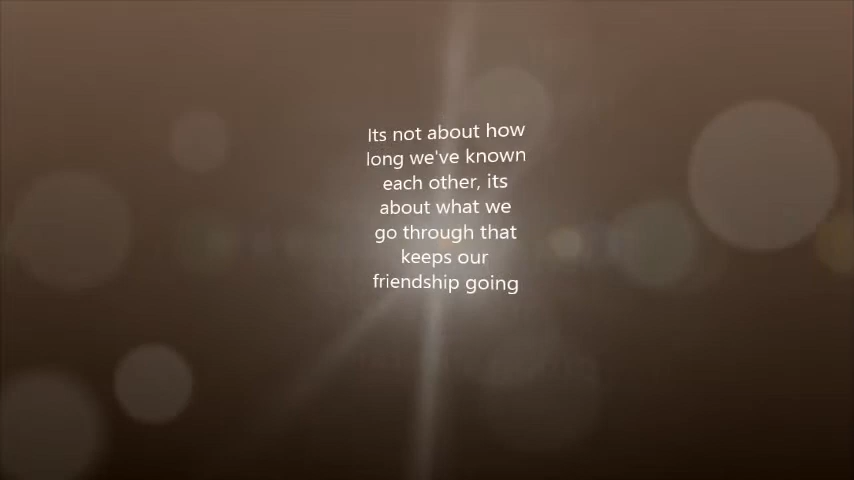 Its not about how
long we've known
each other, its
about what we
go through that
keeps our
friendship going